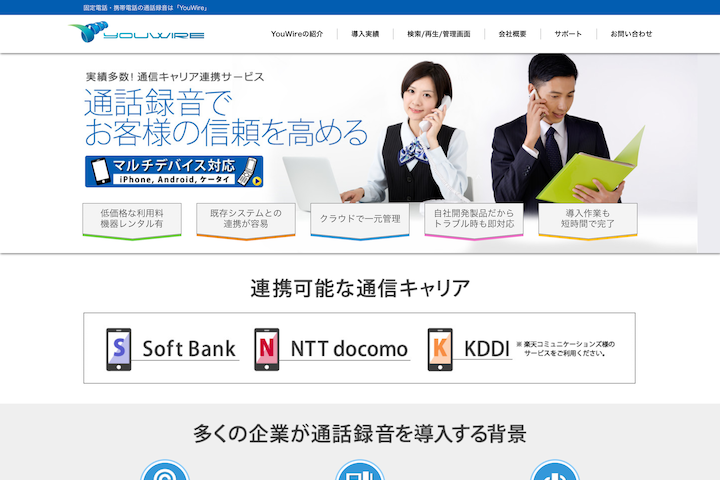 固定電話・携帯電話の通話録音は「YouWire」
YOUWIRE
YouWireの紹介
導入実績
検索/再生/管理画面
会社概要
サポート
お問い合わせ
実績多数! 通信キャリア連携サービス
通話録音で
お客様の信頼を高める
マルチデバイス対応
iPhone, Android, ケータイ
低価格な利用料
機器レンタル有
既存システムとの
連携が容易
クラウドで一元管理
自社開発製品だから
トラブル時も即対応
導入作業も
短時間で完了
連携可能な通信キャリア
S Soft Bank
N NTT docomo
K KDDI
※ 楽天コミュニケーションズ様の
サービスをご利用ください。
多くの企業が通話録音を導入する背景